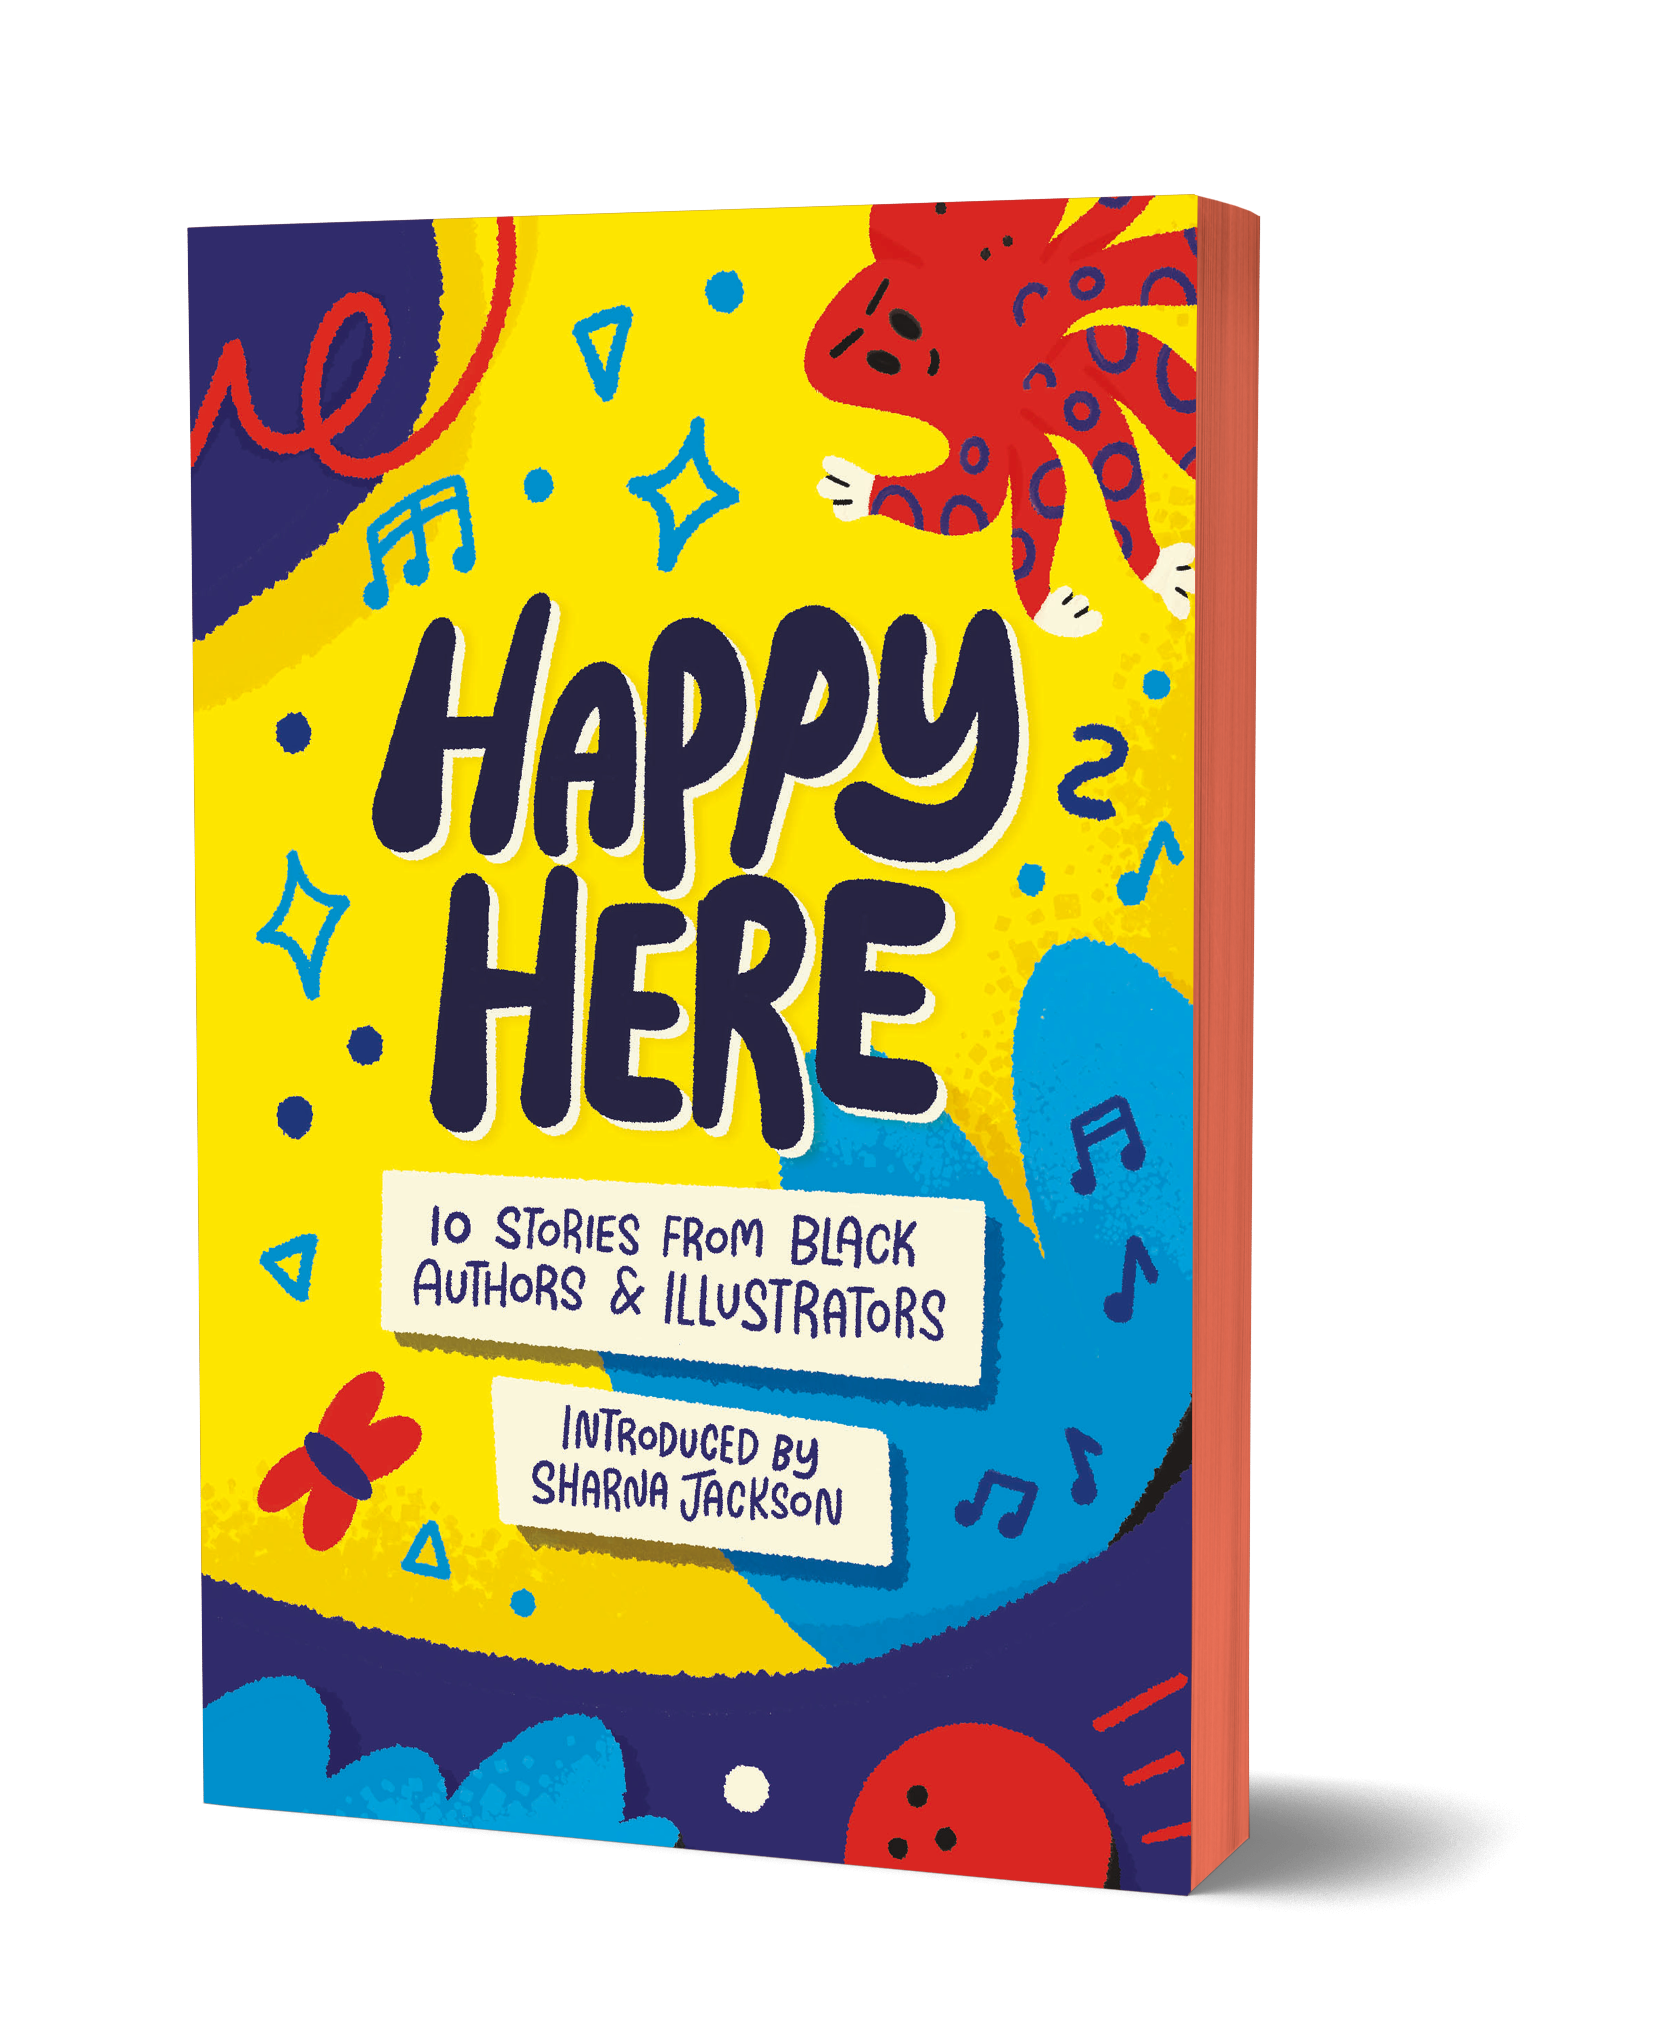 HAPPY
HERE
10 STORIES FROM BLACK
AUTHORS & ILLUSTRATORS
INTRODUCED BY
SHARNA JACKSON